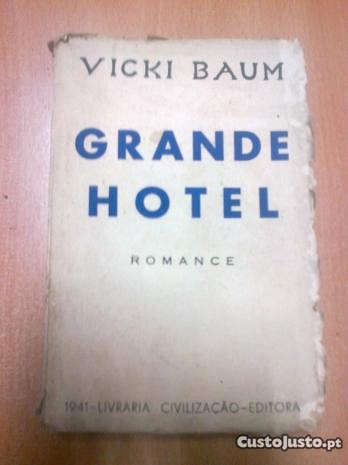 VICKI BAUM
GRANDE
HOTEL
ROMANCE
1941-LIVRARIA CIVILIZAÇÃO-EDITORA
CustoJusto.pt